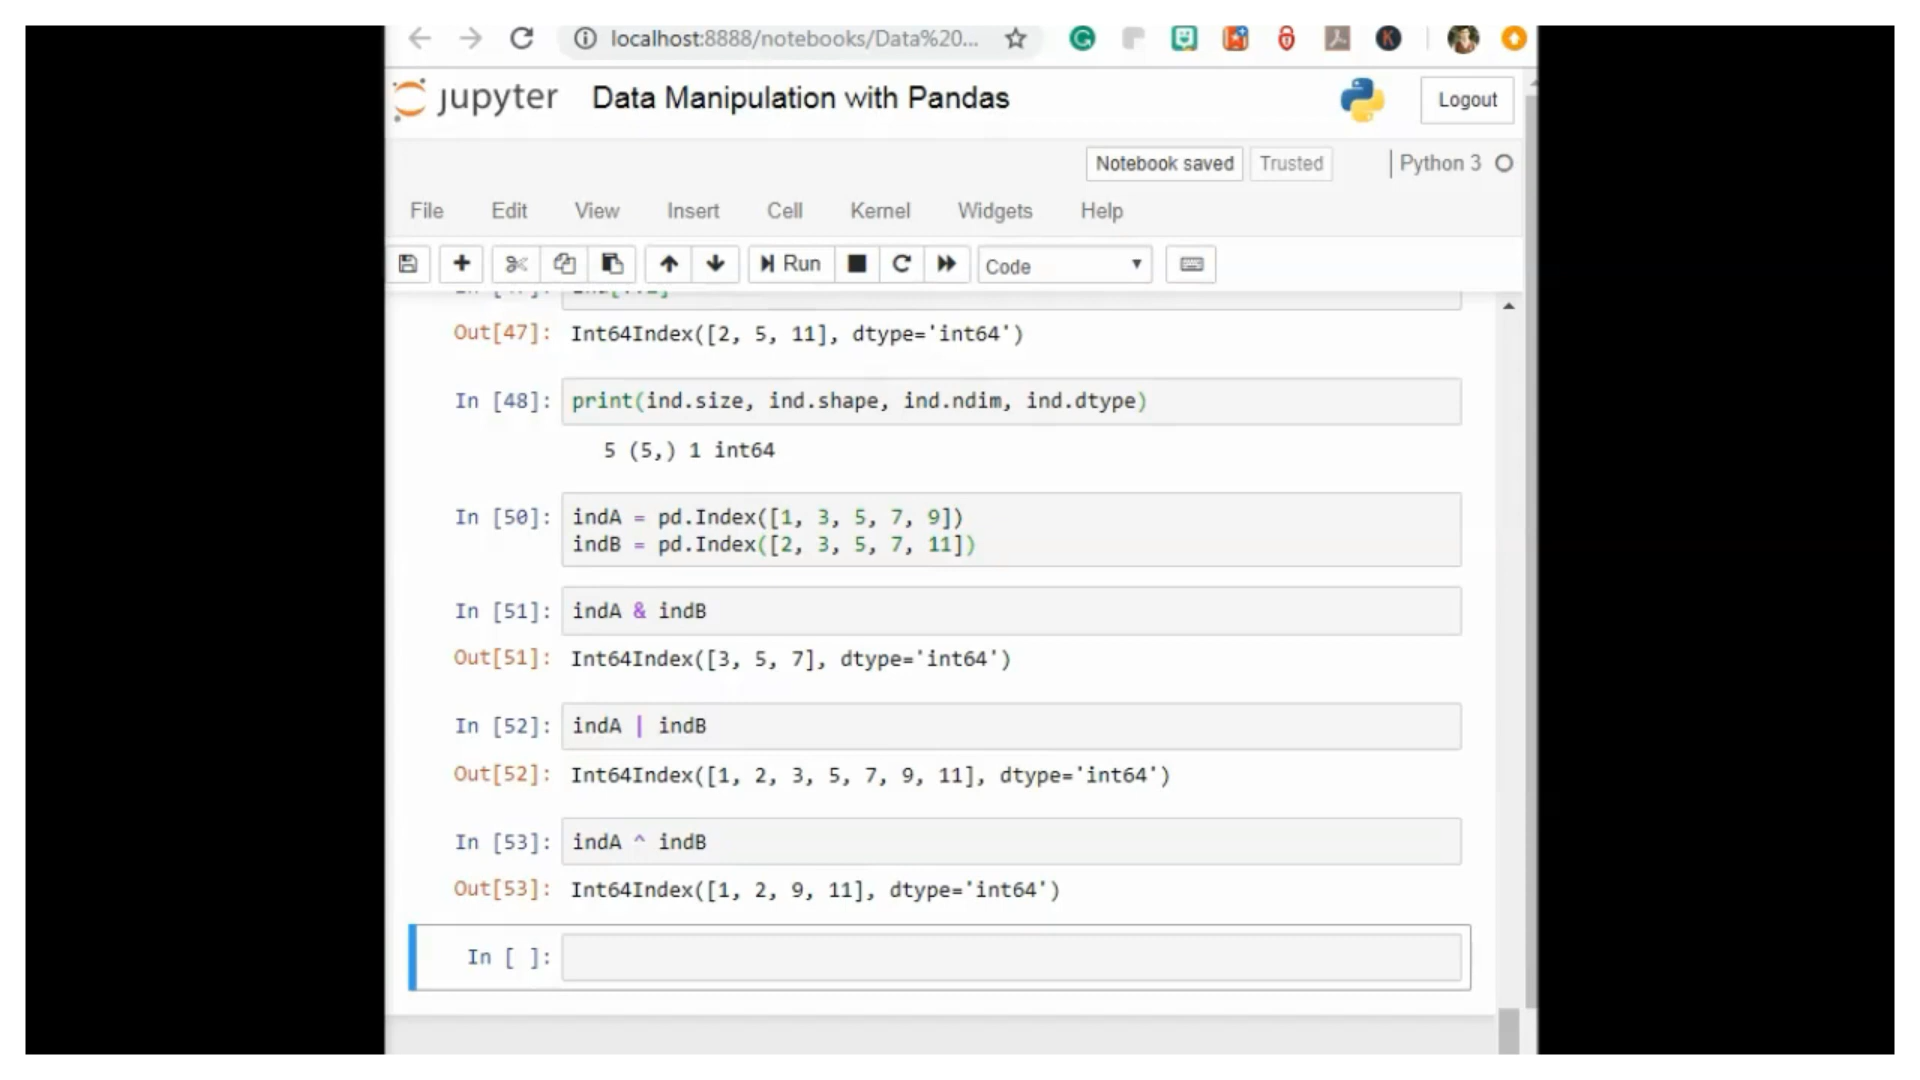 localhost:8888/notebooks/Data%20...
jupyter Data Manipulation with Pandas
Logout
Notebook saved Trusted Python 3
File Edit View Insert Cell Kernel Widgets Help
Run Code
Out[47]: Int64Index([2, 5, 11], dtype='int64')
In [48]: print(ind.size, ind.shape, ind.ndim, ind.dtype)
5 (5,) 1 int64
In [50]: indA = pd.Index([1, 3, 5, 7, 9])
indB = pd.Index([2, 3, 5, 7, 11])
In [51]: indA & indB
Out[51]: Int64Index([3, 5, 7], dtype='int64')
In [52]: indA | indB
Out[52]: Int64Index([1, 2, 3, 5, 7, 9, 11], dtype='int64')
In [53]: indA ^ indB
Out[53]: Int64Index([1, 2, 9, 11], dtype='int64')
In [ ]: